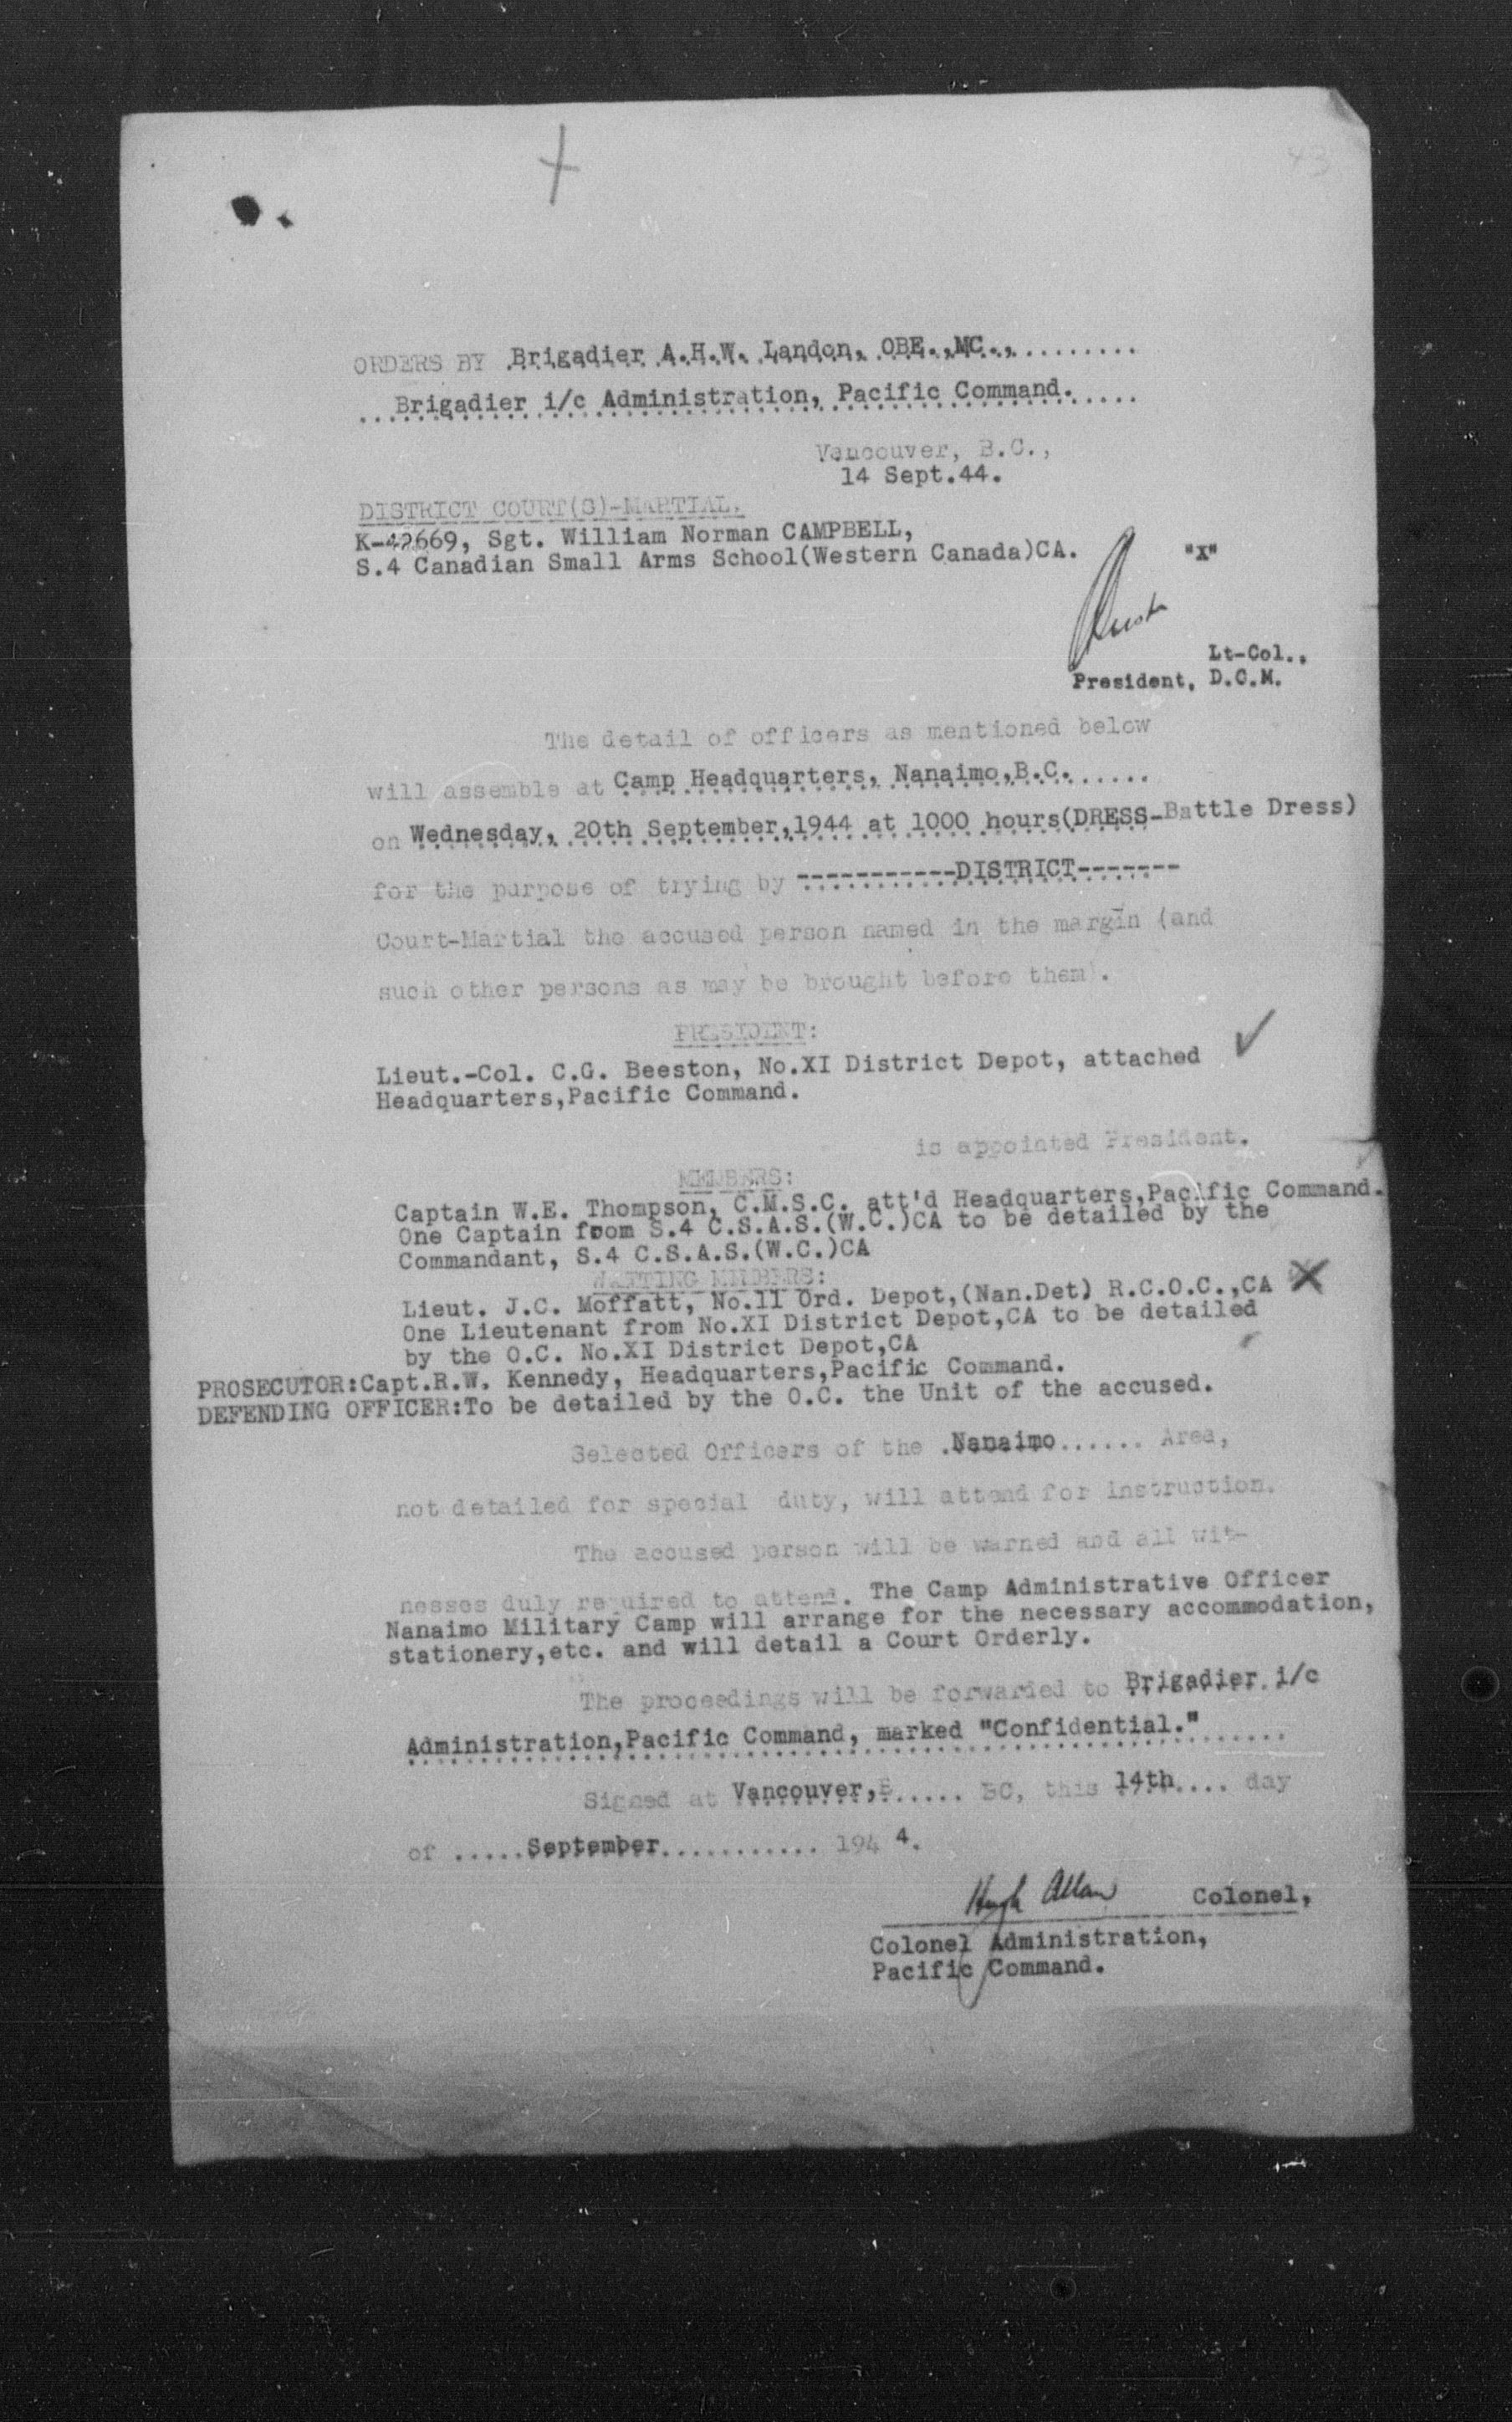 43
ORDERS BY Brigadier A.H.W. Landon, OBE.,MC.,.........
...Brigadier i/c Administration, Pacific Command.....
Vancouver, B.C.,
14 Sept.44.
DISTRICT COURT(S)-MARTIAL.
K-42669, Sgt. William Norman CAMPBELL,
S.4 Canadian Small Arms School(Western Canada)CA.
"X"
Lt-Col.,
President, D.C.M.
The detail of officers as mentioned below
will assemble at Camp Headquarters, Nanaimo,B.C.......
on Wednesday, 20th September,1944 at 1000 hours(DRESS-Battle Dress)
for the purpose of trying by -----------DISTRICT-------
Court-Martial the accused person named in the margin (and
such other persons as may be brought before them).
PRESIDENT:
Lieut.-Col. C.G. Beeston, No.XI District Depot, attached
Headquarters,Pacific Command.
is appointed President.
MEMBERS:
Captain W.E. Thompson, C.M.S.C. att'd Headquarters,Pacific Command.
One Captain from S.4 C.S.A.S.(W.C.)CA to be detailed by the
Commandant, S.4 C.S.A.S.(W.C.)CA
WAITING MEMBERS:
Lieut. J.C. Moffatt, No.11 Ord. Depot,(Nan.Det) R.C.O.C.,CA
One Lieutenant from No.XI District Depot,CA to be detailed
by the O.C. No.XI District Depot,CA
PROSECUTOR:Capt.R.W. Kennedy, Headquarters,Pacific Command.
DEFENDING OFFICER:To be detailed by the O.C. the Unit of the accused.
Selected Officers of the .Nanaimo...... Area,
not detailed for special duty, will attend for instruction.
The accused person will be warned and all wit-
nesses duly required to attend. The Camp Administrative Officer
Nanaimo Military Camp will arrange for the necessary accommodation,
stationery,etc. and will detail a Court Orderly.
The proceedings will be forwarded to Brigadier i/c
Administration,Pacific Command, marked "Confidential."......
Signed at Vancouver,B...... BC, this 14th.... day
of .....September........... 194 4.
Hugh Allan Colonel,
Colonel Administration,
Pacific Command.